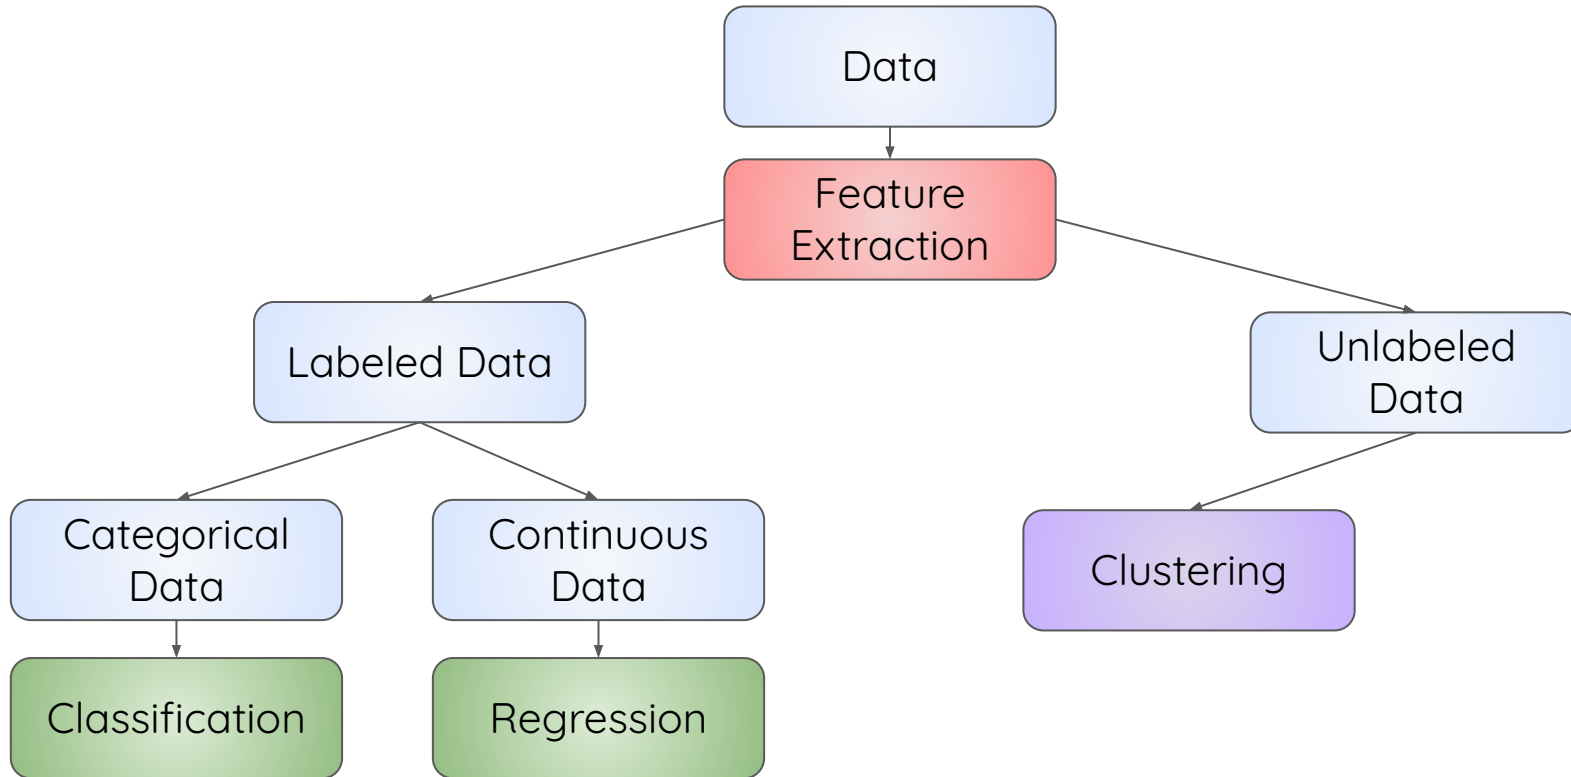 Data
Feature
Extraction
Labeled Data
Unlabeled
Data
Categorical
Data
Continuous
Data
Clustering
Classification
Regression